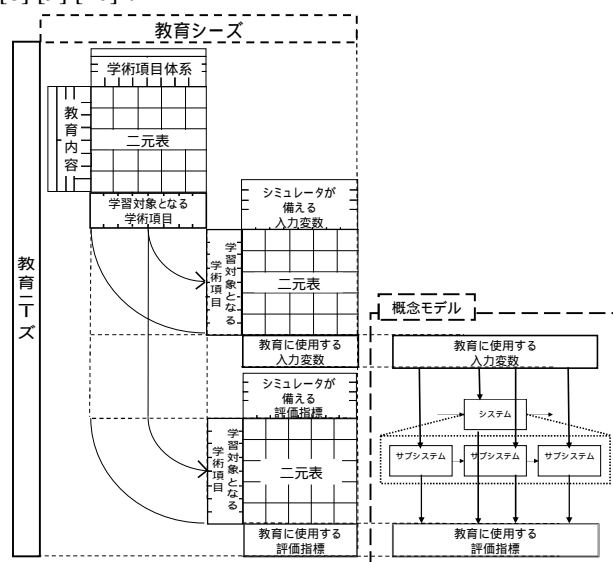 教育シーズ
学術項目体系
教育内容
二元表
学習対象となる
学術項目
シミュレータが
備える
入力変数
学習対象となる
学術項目
二元表
教育に使用する
入力変数
シミュレータが
備える
評価指標
学習対象となる
学術項目
二元表
教育に使用する
評価指標
教育ニーズ
概念モデル
教育に使用する
入力変数
システム
サブシステム
サブシステム
サブシステム
教育に使用する
評価指標